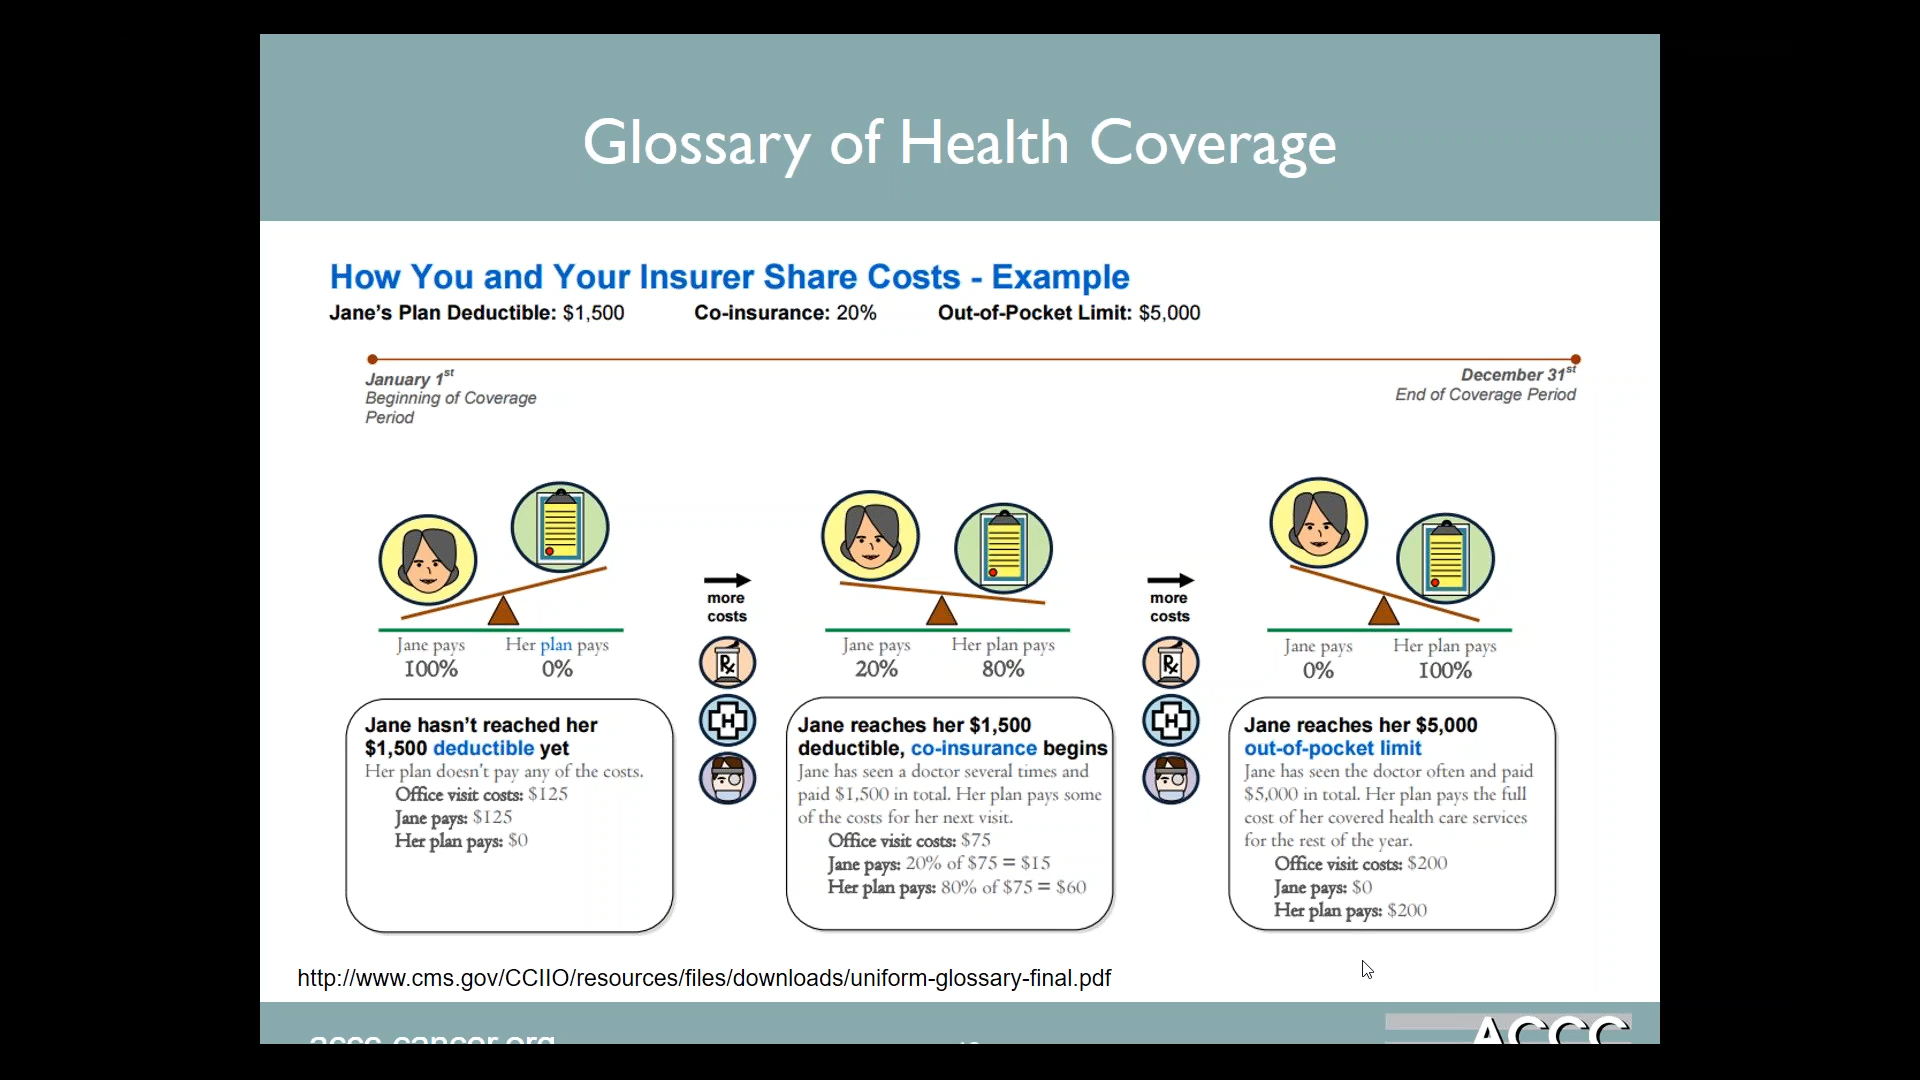 Glossary of Health Coverage
How You and Your Insurer Share Costs - Example
Jane's Plan Deductible: $1,500 Co-insurance: 20% Out-of-Pocket Limit: $5,000
January 1st
Beginning of Coverage
Period
December 31st
End of Coverage Period
Jane pays
100%
Her plan pays
0%
more
costs
Rx
H
Jane pays
20%
Her plan pays
80%
more
costs
Rx
H
Jane pays
0%
Her plan pays
100%
Jane hasn't reached her
$1,500 deductible yet
Her plan doesn't pay any of the costs.
Office visit costs: $125
Jane pays: $125
Her plan pays: $0
Jane reaches her $1,500
deductible, co-insurance begins
Jane has seen a doctor several times and
paid $1,500 in total. Her plan pays some
of the costs for her next visit.
Office visit costs: $75
Jane pays: 20% of $75 = $15
Her plan pays: 80% of $75 = $60
Jane reaches her $5,000
out-of-pocket limit
Jane has seen the doctor often and paid
$5,000 in total. Her plan pays the full
cost of her covered health care services
for the rest of the year.
Office visit costs: $200
Jane pays: $0
Her plan pays: $200
http://www.cms.gov/CCIIO/resources/files/downloads/uniform-glossary-final.pdf
accc-cancer.org
ACCC